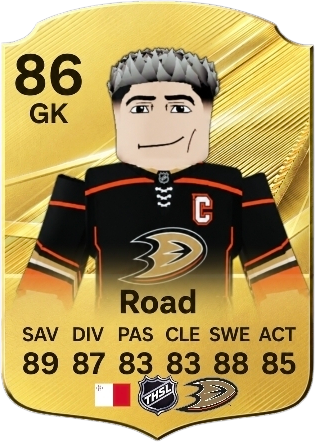 86
GK
C
Road
SAV DIV PAS CLE SWE ACT
89 87 83 83 88 85
THSL